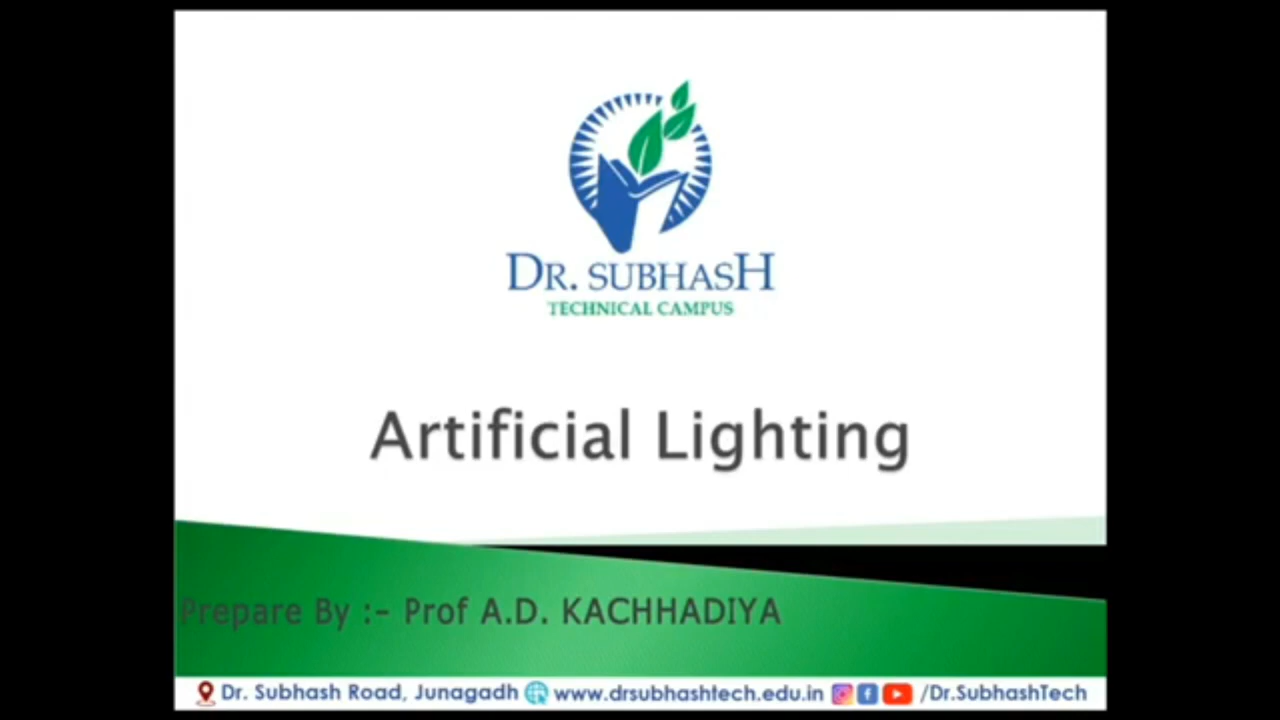 DR. SUBHASH
TECHNICAL CAMPUS
Artificial Lighting
Prepare By :- Prof A.D. KACHHADIYA
Dr. Subhash Road, Junagadh www.drsubhashtech.edu.in /Dr.SubhashTech